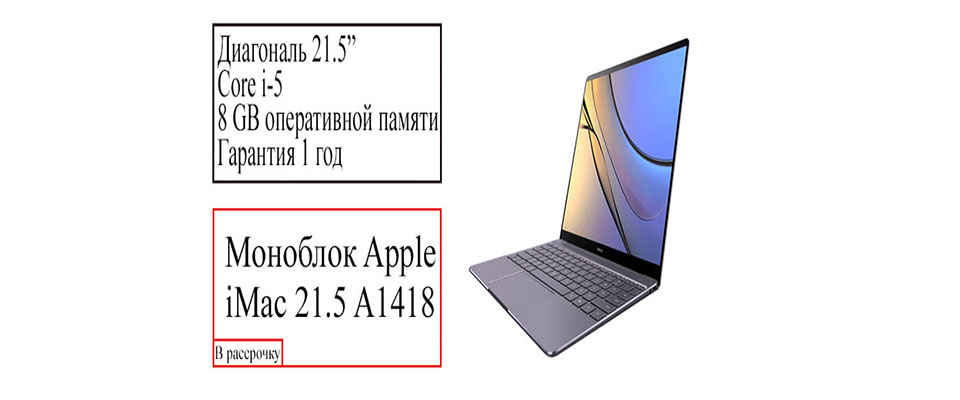 Диагональ 21.5”
Core i-5
8 GB оперативной памяти
Гарантия 1 год
Моноблок Apple
iMac 21.5 A1418
В рассрочку